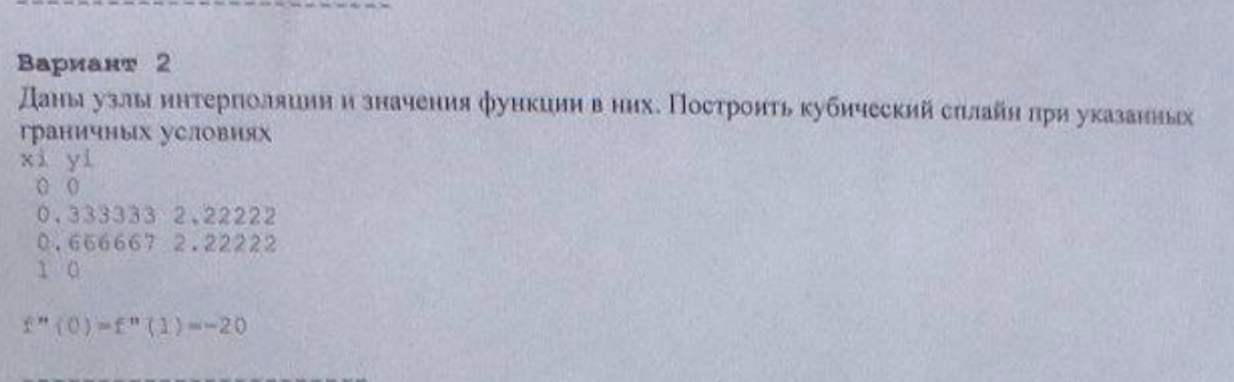 Вариант 2
Даны узлы интерполяции и значения функции в них. Построить кубический сплайн при указанных
граничных условиях
xi yi
0 0
0.333333 2.22222
0.666667 2.22222
1 0
f"(0)=f"(1)=-20